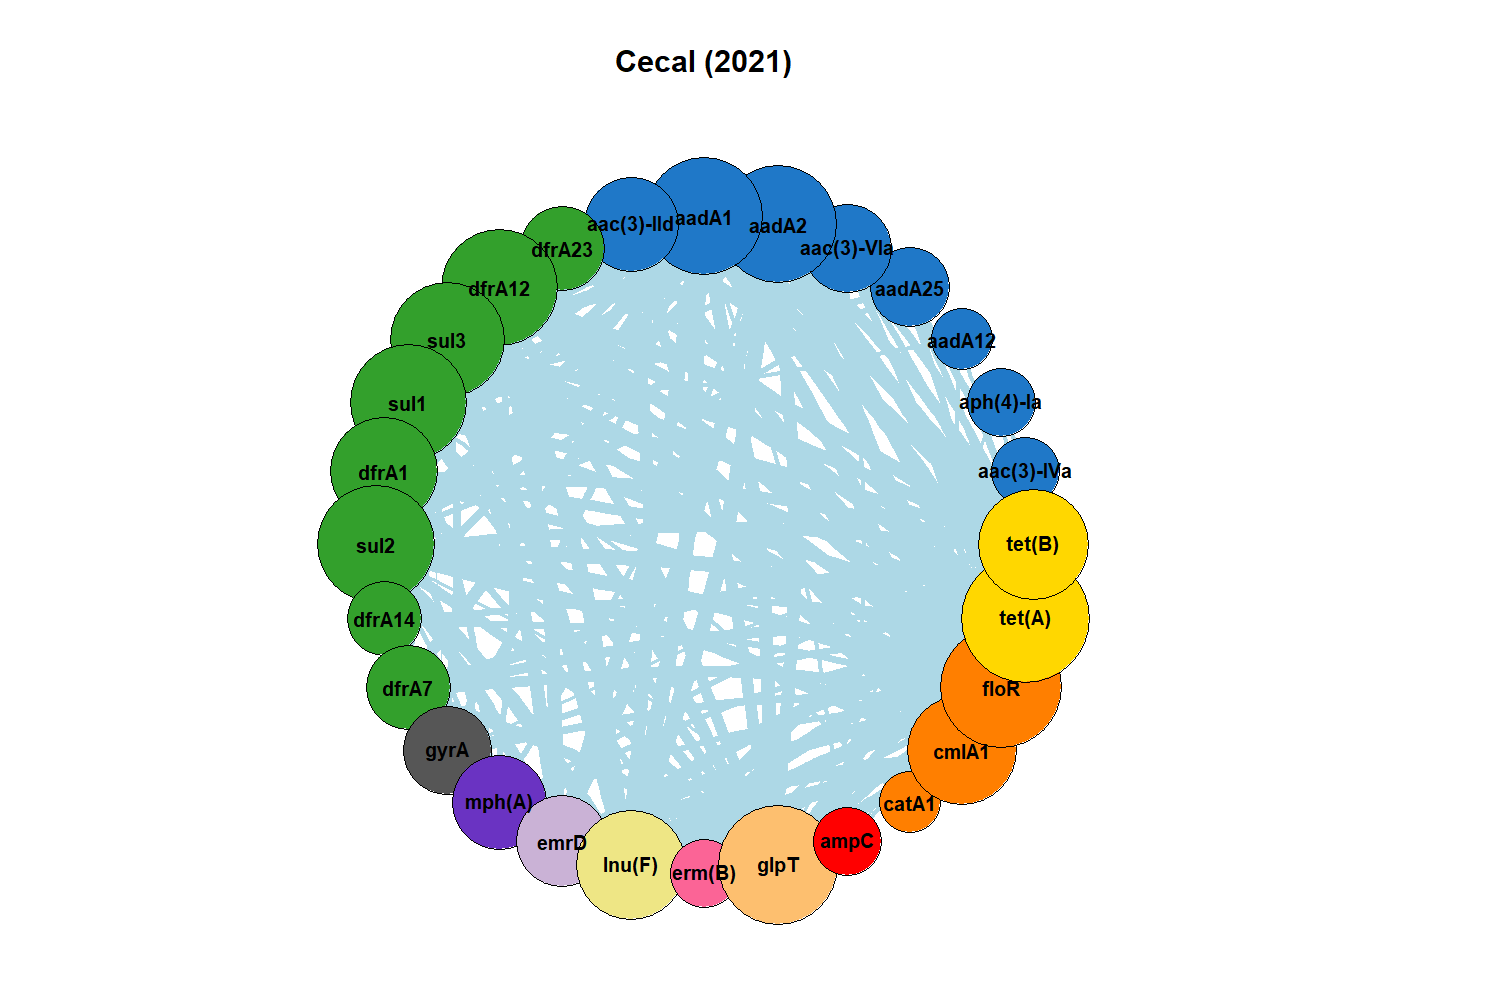 Cecal (2021)
aac(3)-IId
aadA1
aadA2
aac(3)-VIa
dfrA23
dfrA12
aadA25
sul3
aadA12
sul1
aph(4)-Ia
dfrA1
aac(3)-IVa
sul2
tet(B)
dfrA14
tet(A)
dfrA7
floR
gyrA
cmlA1
mph(A)
catA1
emrD
lnu(F)
erm(B)
glpT
ampC